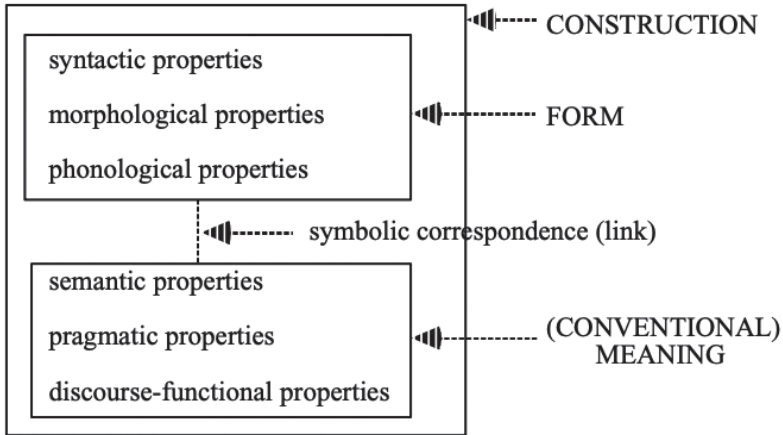 CONSTRUCTION
syntactic properties
morphological properties
FORM
phonological properties
symbolic correspondence (link)
semantic properties
pragmatic properties
(CONVENTIONAL)
MEANING
discourse-functional properties